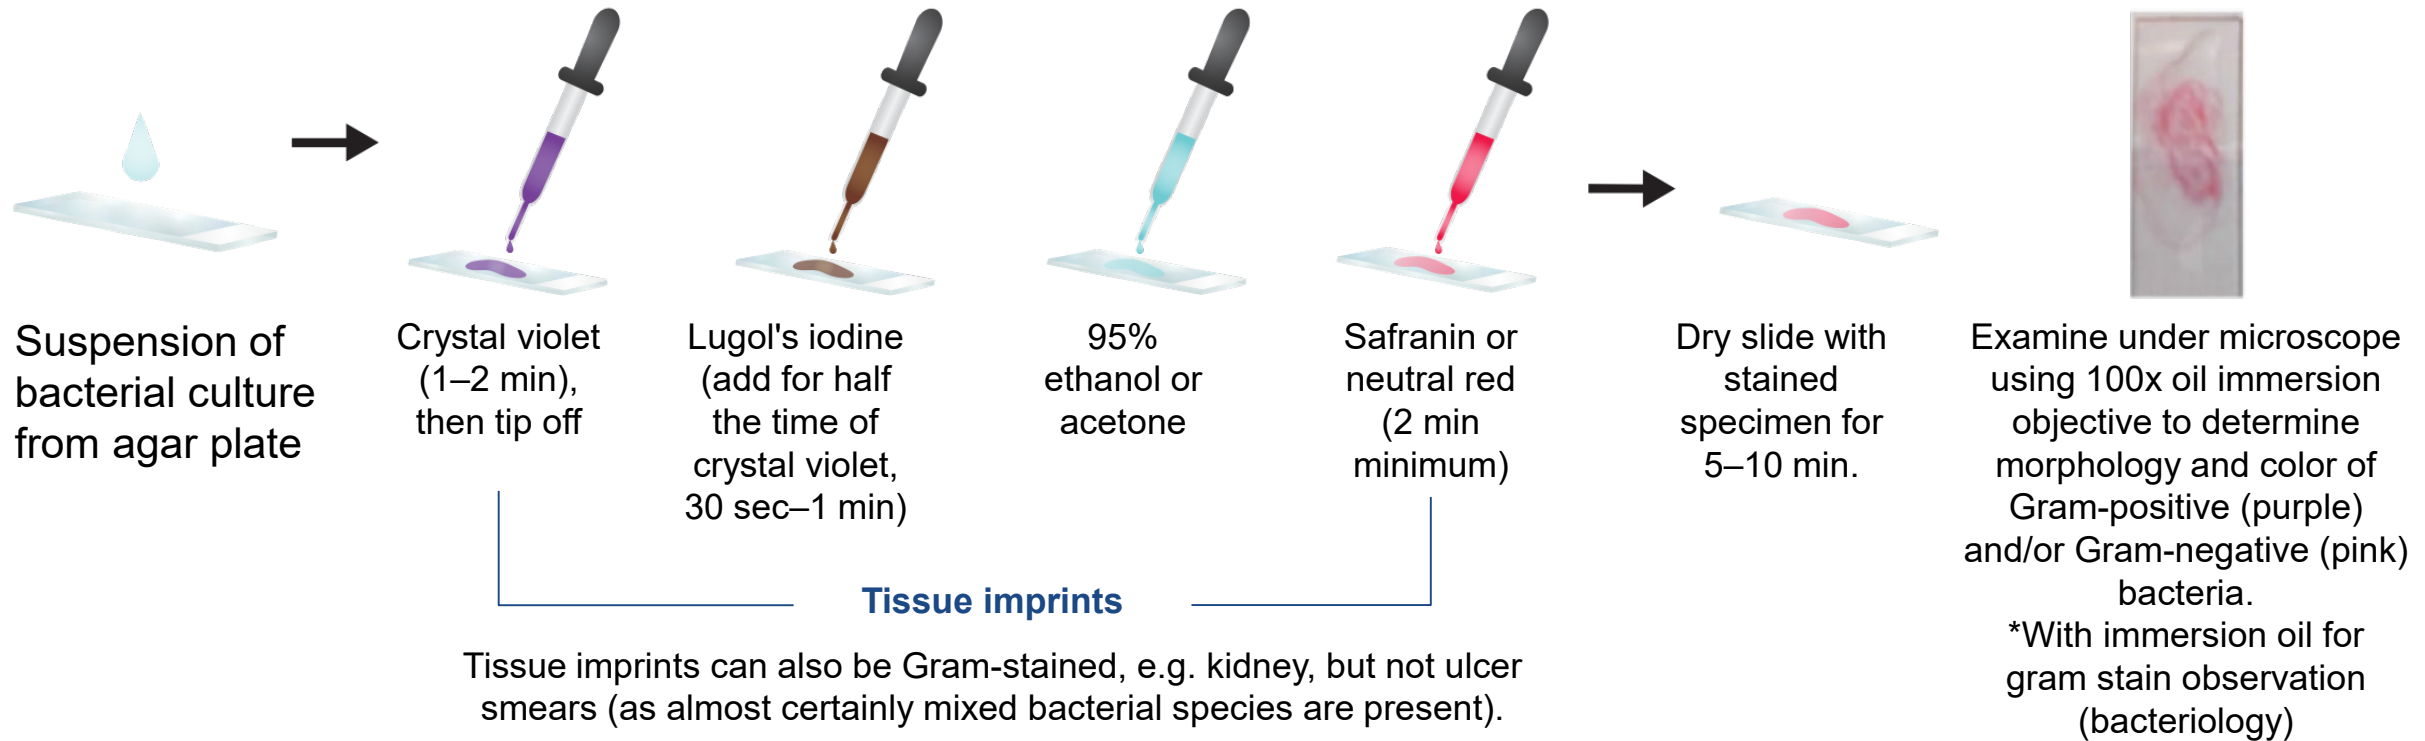 Suspension of
bacterial culture
from agar plate
Crystal violet
(1–2 min),
then tip off
Lugol's iodine
(add for half
the time of
crystal violet,
30 sec–1 min)
95%
ethanol or
acetone
Safranin or
neutral red
(2 min
minimum)
Dry slide with
stained
specimen for
5–10 min.
Examine under microscope
using 100x oil immersion
objective to determine
morphology and color of
Gram-positive (purple)
and/or Gram-negative (pink)
bacteria.
*With immersion oil for
gram stain observation
(bacteriology)
Tissue imprints
Tissue imprints can also be Gram-stained, e.g. kidney, but not ulcer
smears (as almost certainly mixed bacterial species are present).